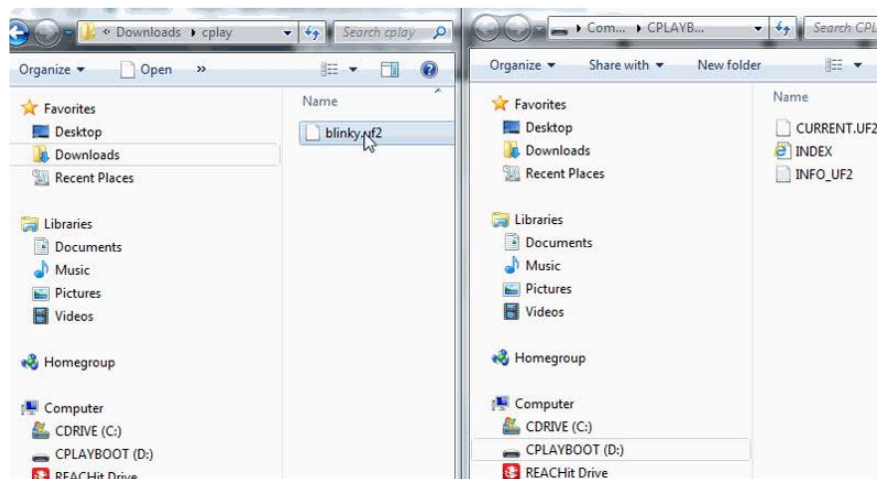 « Downloads ▸ cplay
Search cplay
Organize
Open
»
Favorites
Desktop
Downloads
Recent Places
Libraries
Documents
Music
Pictures
Videos
Homegroup
Computer
CDRIVE (C:)
CPLAYBOOT (D:)
REACHit Drive
Name
blinky.uf2
▸ Com... ▸ CPLAYB...
Search CPL
Organize
Share with
New folder
Favorites
Desktop
Downloads
Recent Places
Libraries
Documents
Music
Pictures
Videos
Homegroup
Computer
CDRIVE (C:)
CPLAYBOOT (D:)
REACHit Drive
Name
CURRENT.UF2
INDEX
INFO_UF2